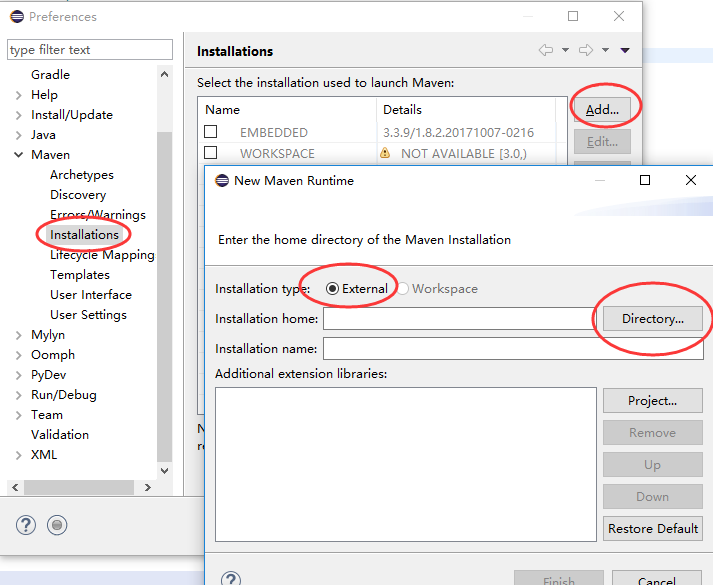 Preferences
type filter text
Gradle
Help
Install/Update
Java
Maven
Archetypes
Discovery
Errors/Warnings
Installations
Lifecycle Mapping
Templates
User Interface
User Settings
Mylyn
Oomph
PyDev
Run/Debug
Team
Validation
XML
Installations
Select the installation used to launch Maven:
Name Details
EMBEDDED 3.3.9/1.8.2.20171007-0216
WORKSPACE NOT AVAILABLE [3.0,)
Add...
Edit...
New Maven Runtime
Enter the home directory of the Maven Installation
Installation type: External Workspace
Installation home: Directory...
Installation name:
Additional extension libraries:
Project...
Remove
Up
Down
Restore Default
Finish Cancel